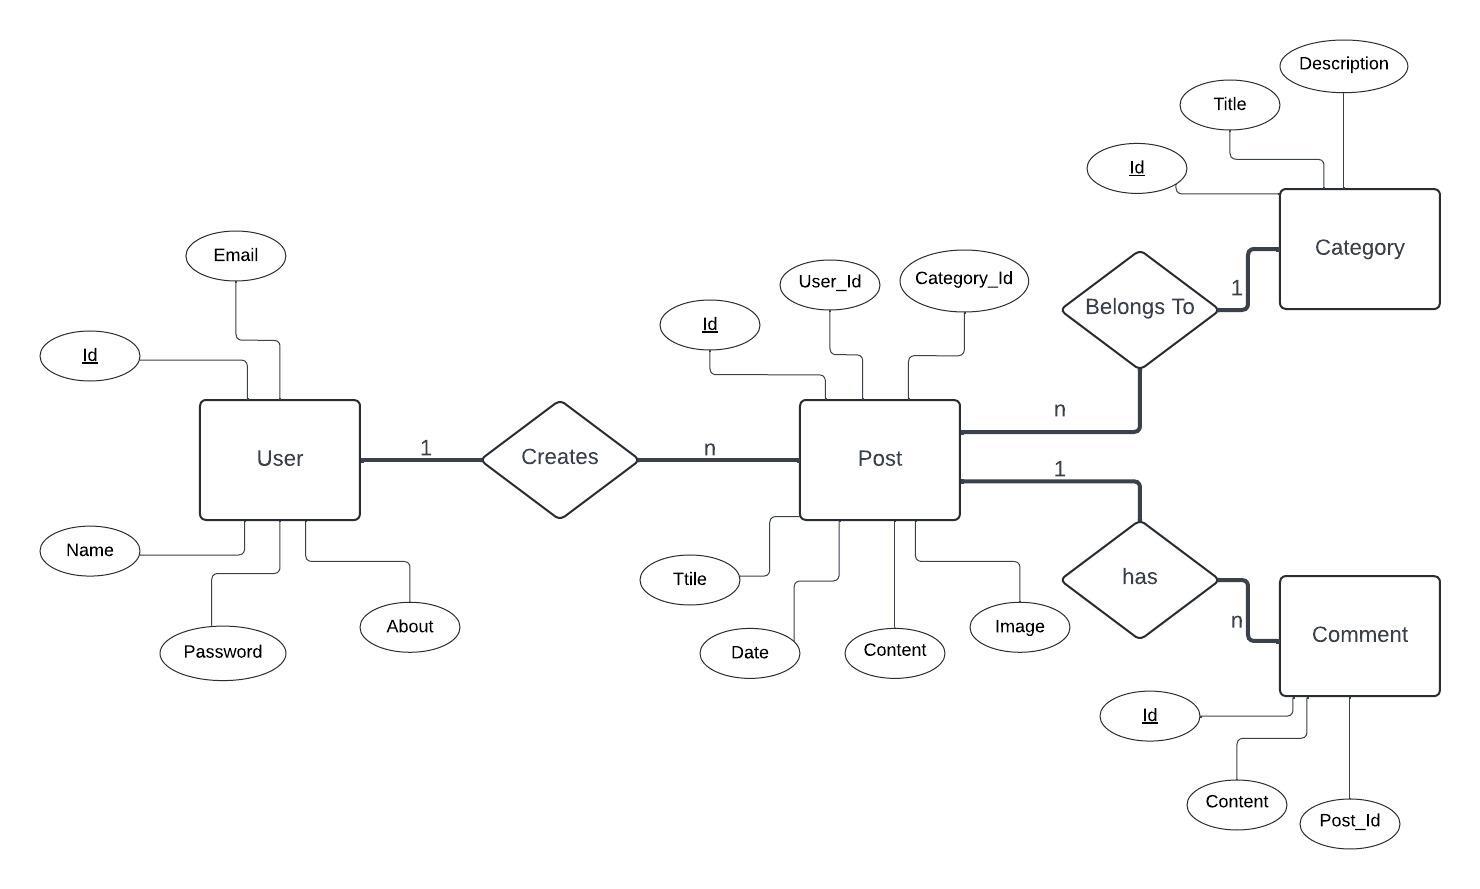 Description
Title
Id
Category
Email
User_Id
Category_Id
Belongs To
1
Id
Id
n
User
1
Creates
n
Post
1
Name
Password
About
Ttile
Date
Content
Image
has
n
Comment
Id
Content
Post_Id